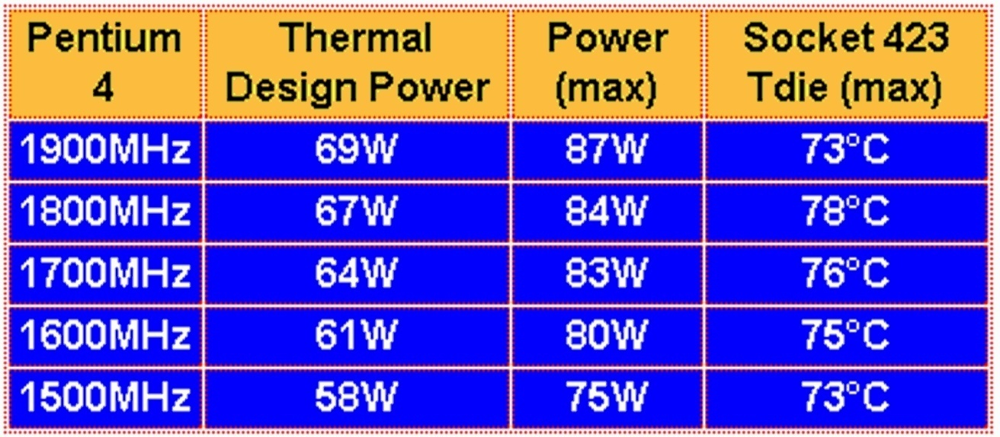 Pentium 4 Thermal Design Power Power (max) Socket 423 Tdie (max)
1900MHz 69W 87W 73°C
1800MHz 67W 84W 78°C
1700MHz 64W 83W 76°C
1600MHz 61W 80W 75°C
1500MHz 58W 75W 73°C